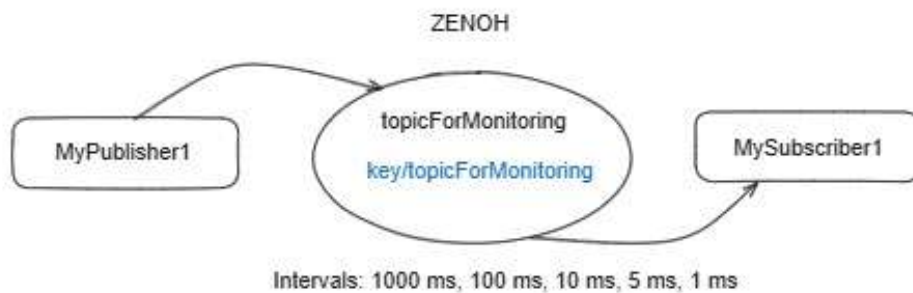 ZENOH
topicForMonitoring
MyPublisher1
key/topicForMonitoring
MySubscriber1
Intervals: 1000 ms, 100 ms, 10 ms, 5 ms, 1 ms